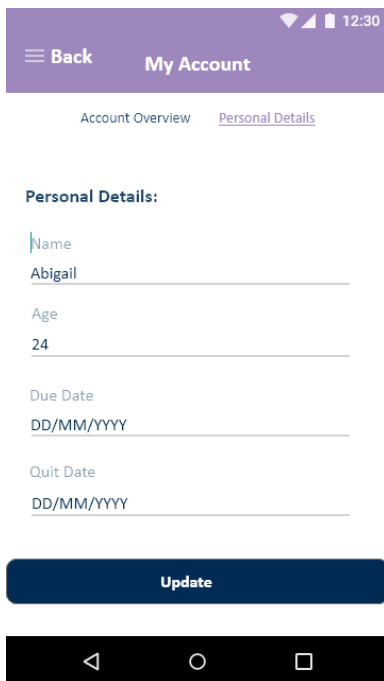 12:30
Back
My Account
Account Overview Personal Details
Personal Details:
Name
Abigail
Age
24
Due Date
DD/MM/YYYY
Quit Date
DD/MM/YYYY
Update